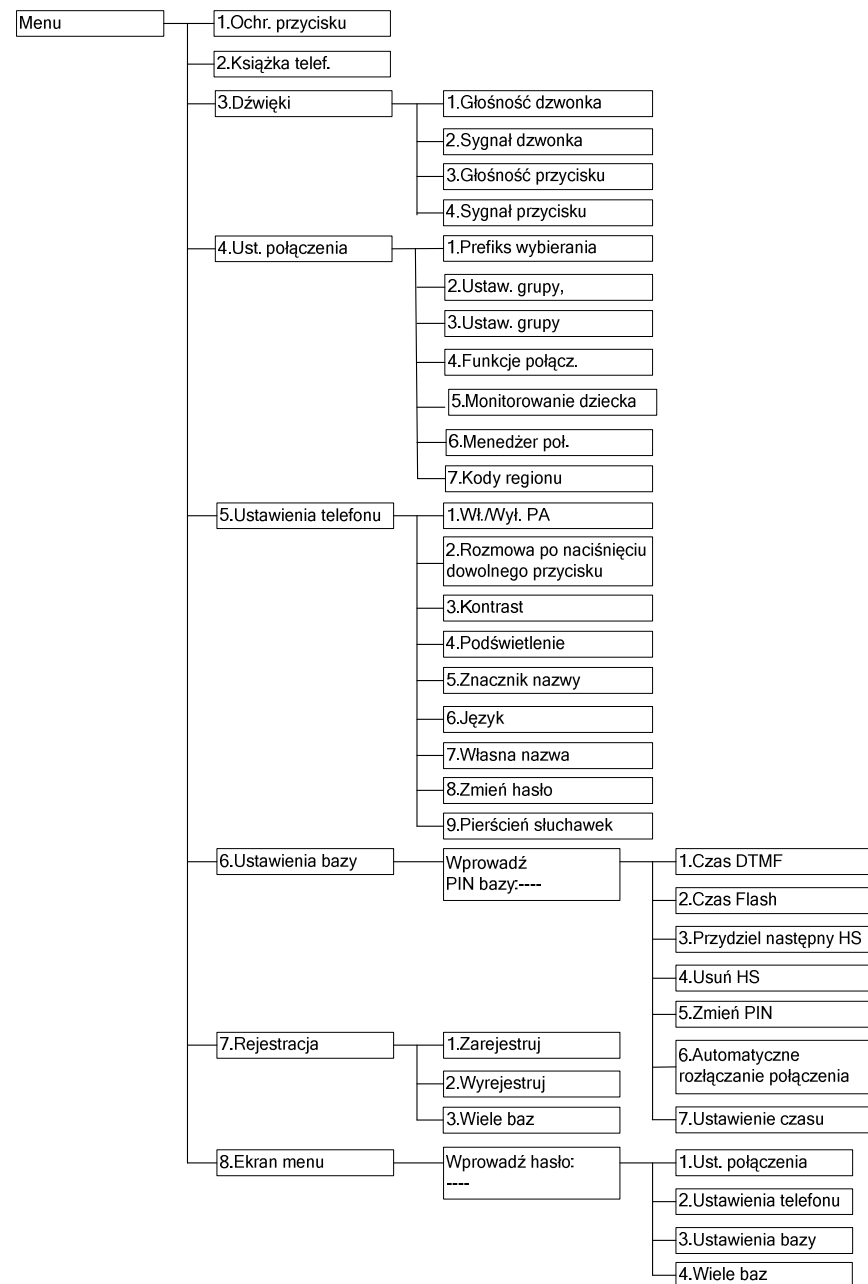 Menu
1.Ochr. przycisku
2.Książka telef.
3.Dźwięki
1.Głośność dzwonka
2.Sygnał dzwonka
3.Głośność przycisku
4.Sygnał przycisku
4.Ust. połączenia
1.Prefiks wybierania
2.Ustaw. grupy,
3.Ustaw. grupy
4.Funkcje połącz.
5.Monitorowanie dziecka
6.Menedżer poł.
7.Kody regionu
5.Ustawienia telefonu
1.Wł./Wył. PA
2.Rozmowa po naciśnięciu
dowolnego przycisku
3.Kontrast
4.Podświetlenie
5.Znacznik nazwy
6.Język
7.Własna nazwa
8.Zmień hasło
9.Pierścień słuchawek
6.Ustawienia bazy
Wprowadź
PIN bazy:----
1.Czas DTMF
2.Czas Flash
3.Przydziel następny HS
4.Usuń HS
5.Zmień PIN
6.Automatyczne
rozłączanie połączenia
7.Ustawienie czasu
7.Rejestracja
1.Zarejestruj
2.Wyrejestruj
3.Wiele baz
8.Ekran menu
Wprowadź hasło:
----
1.Ust. połączenia
2.Ustawienia telefonu
3.Ustawienia bazy
4.Wiele baz